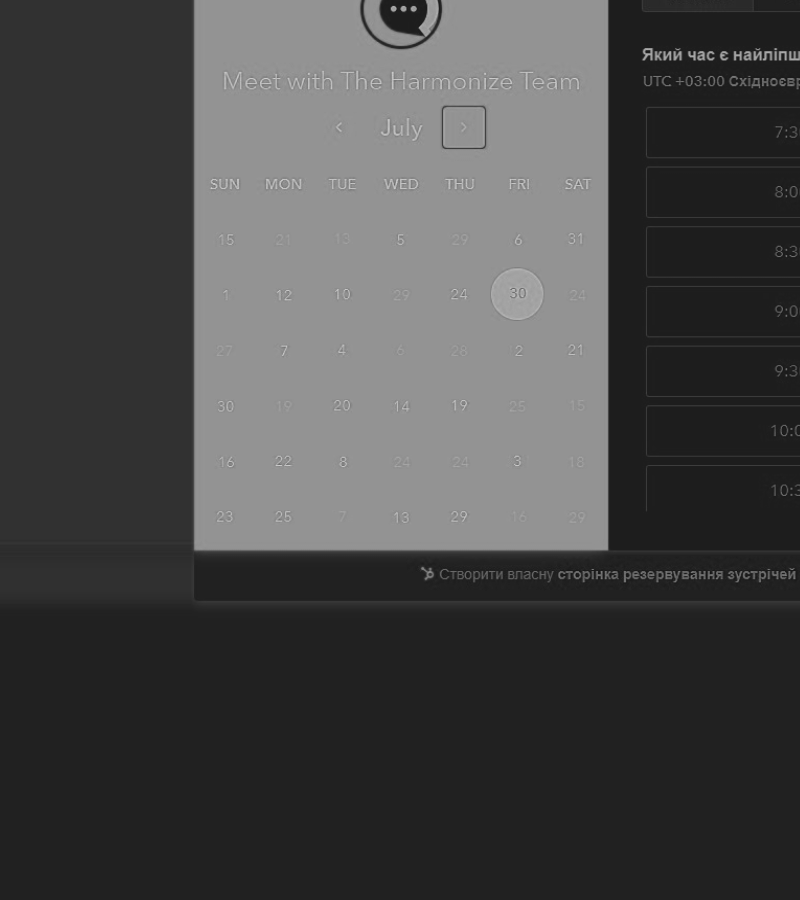 Meet with The Harmonize Team
July
SUN MON TUE WED THU FRI SAT
15 21 13 5 29 6 31
1 12 10 29 24 30 24
27 7 4 6 28 2 21
30 19 20 14 19 25 15
16 22 8 24 24 3 18
23 25 7 13 29 16 29
Який час є найліпш
UTC +03:00 Східноєвр
7:3
8:0
8:3
9:0
9:3
10:0
10:3
Створити власну сторінка резервування зустрічей